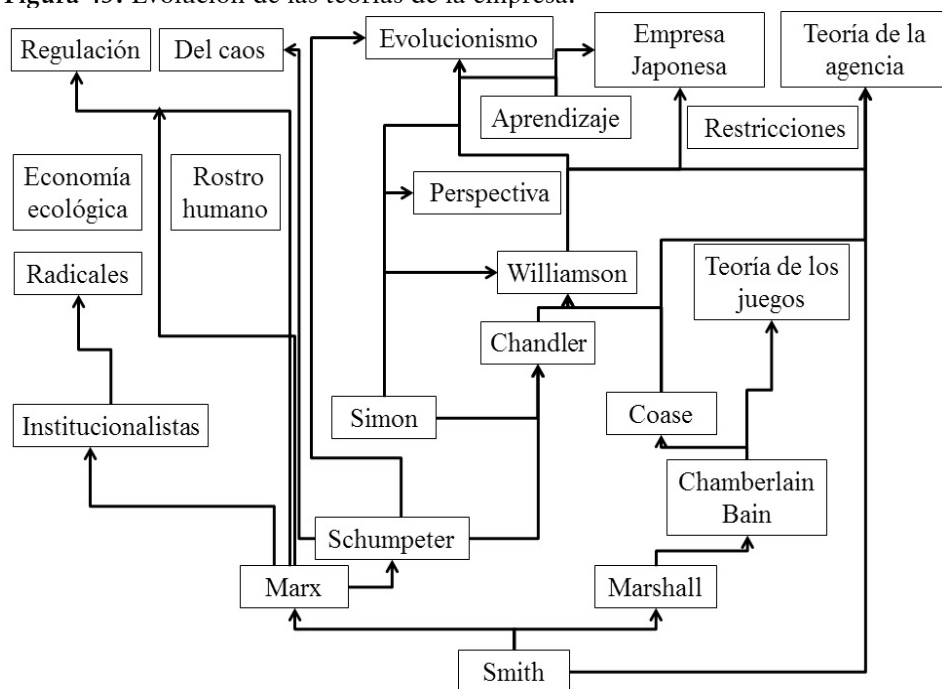 Figura 43. Evolución de las teorías de la empresa.
Regulación
Del caos
Evolucionismo
Empresa
Japonesa
Teoría de la
agencia
Aprendizaje
Restricciones
Economía
ecológica
Rostro
humano
Perspectiva
Radicales
Williamson
Teoría de los
juegos
Chandler
Simon
Coase
Institucionalistas
Chamberlain
Bain
Schumpeter
Marx
Marshall
Smith